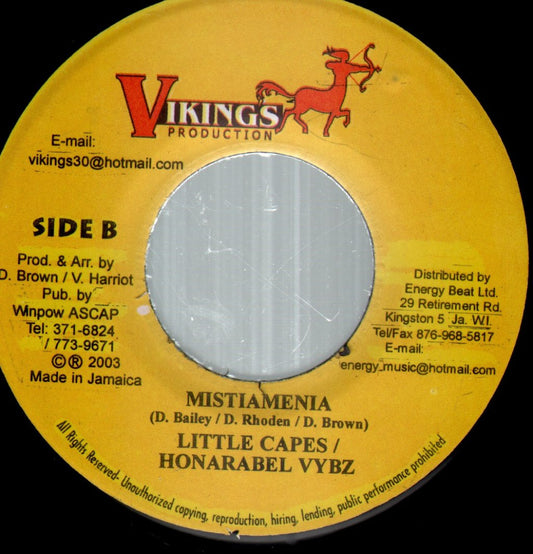 VIKINGS
PRODUCTION
E-mail:
vikings30@hotmail.com
SIDE B
Prod. & Arr. by
D. Brown / V. Harriot
Pub. by
Winpow ASCAP
Tel: 371-6824
/ 773-9671
©® 2003
Made in Jamaica
Distributed by
Energy Beat Ltd.
29 Retirement Rd.
Kingston 5 Ja. W.I.
Tel/Fax 876-968-5817
E-mail:
energy_music@hotmail.com
MISTIAMENIA
(D. Bailey / D. Rhoden / D. Brown)
LITTLE CAPES /
HONARABEL VYBZ
All Rights Reserved- Unauthorized copying, reproduction, hiring, lending, public performance prohibited